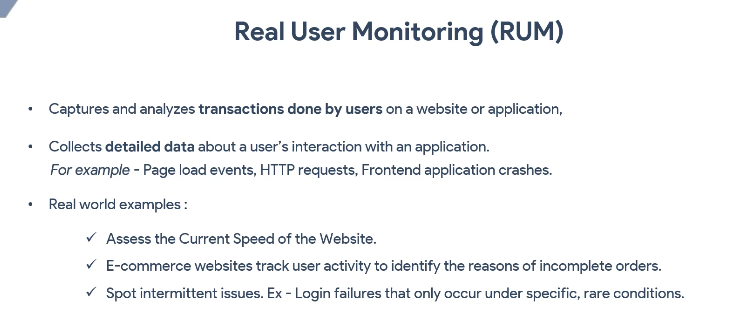 Real User Monitoring (RUM)
• Captures and analyzes transactions done by users on a website or application,
• Collects detailed data about a user's interaction with an application.
For example - Page load events, HTTP requests, Frontend application crashes.
• Real world examples :
✓ Assess the Current Speed of the Website.
✓ E-commerce websites track user activity to identify the reasons of incomplete orders.
✓ Spot intermittent issues. Ex - Login failures that only occur under specific, rare conditions.